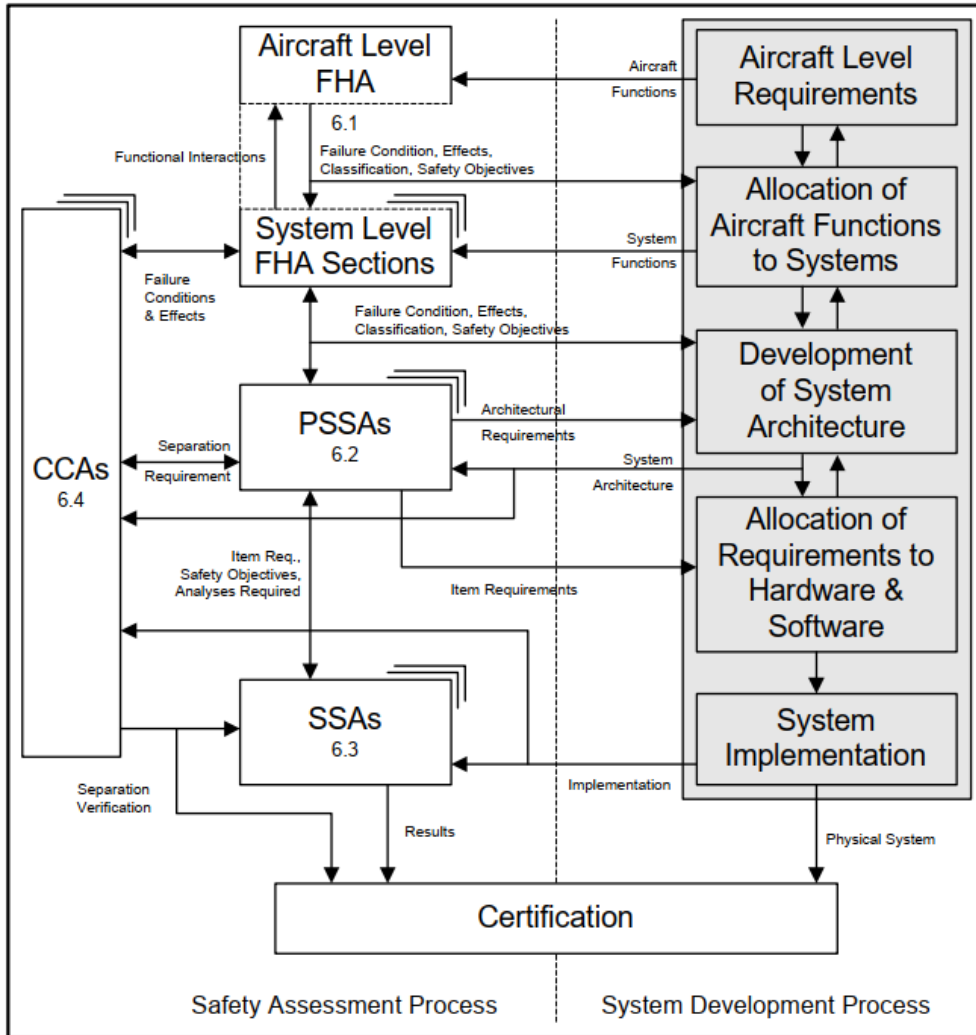 Aircraft Level
FHA
6.1
Aircraft
Functions
Aircraft Level
Requirements
Functional Interactions
Failure Condition, Effects,
Classification, Safety Objectives
Allocation of
Aircraft Functions
to Systems
System Level
FHA Sections
System
Functions
Failure
Conditions
& Effects
Failure Condition, Effects,
Classification, Safety Objectives
Development
of System
Architecture
PSSAs
6.2
Architectural
Requirements
CCAs
6.4
Separation
Requirement
System
Architecture
Allocation of
Requirements to
Hardware &
Software
Item Req.,
Safety Objectives,
Analyses Required
Item Requirements
SSAs
6.3
System
Implementation
Implementation
Separation
Verification
Results
Physical System
Certification
Safety Assessment Process
System Development Process